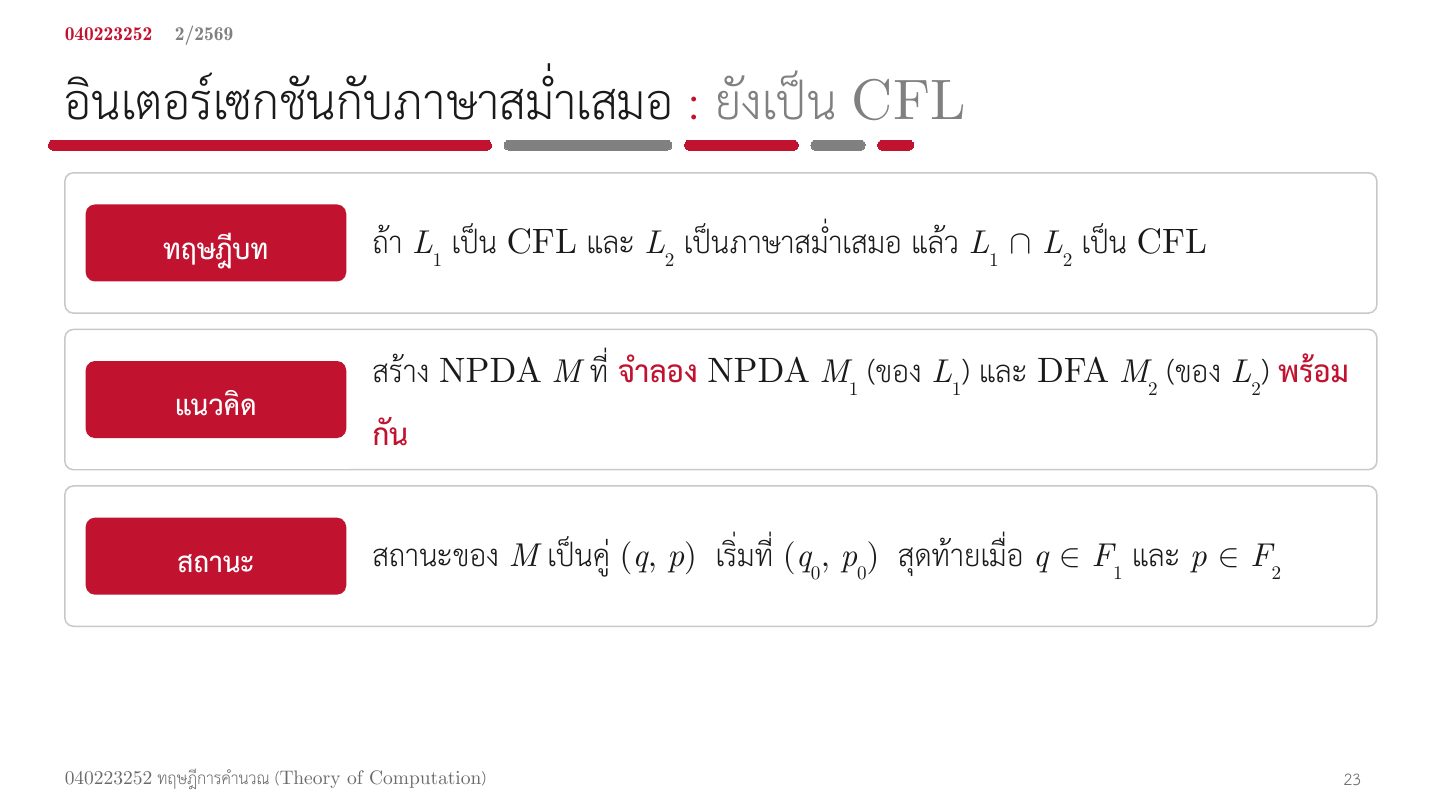 040223252 2/2569
อินเตอร์เซกชันกับภาษาสม่ำเสมอ : ยังเป็น CFL
ทฤษฎีบท
ถ้า L₁ เป็น CFL และ L₂ เป็นภาษาสม่ำเสมอ แล้ว L₁ ∩ L₂ เป็น CFL
แนวคิด
สร้าง NPDA M ที่ จำลอง NPDA M₁ (ของ L₁) และ DFA M₂ (ของ L₂) พร้อม
กัน
สถานะ
สถานะของ M เป็นคู่ (q, p) เริ่มที่ (q₀, p₀) สุดท้ายเมื่อ q ∈ F₁ และ p ∈ F₂
040223252 ทฤษฎีการคำนวณ (Theory of Computation)
23